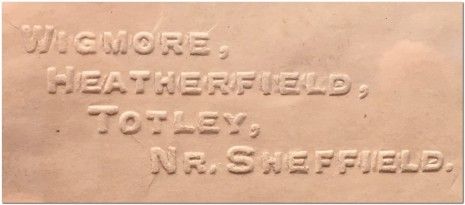 Wigmore,
Heatherfield,
Totley,
Nr. Sheffield.